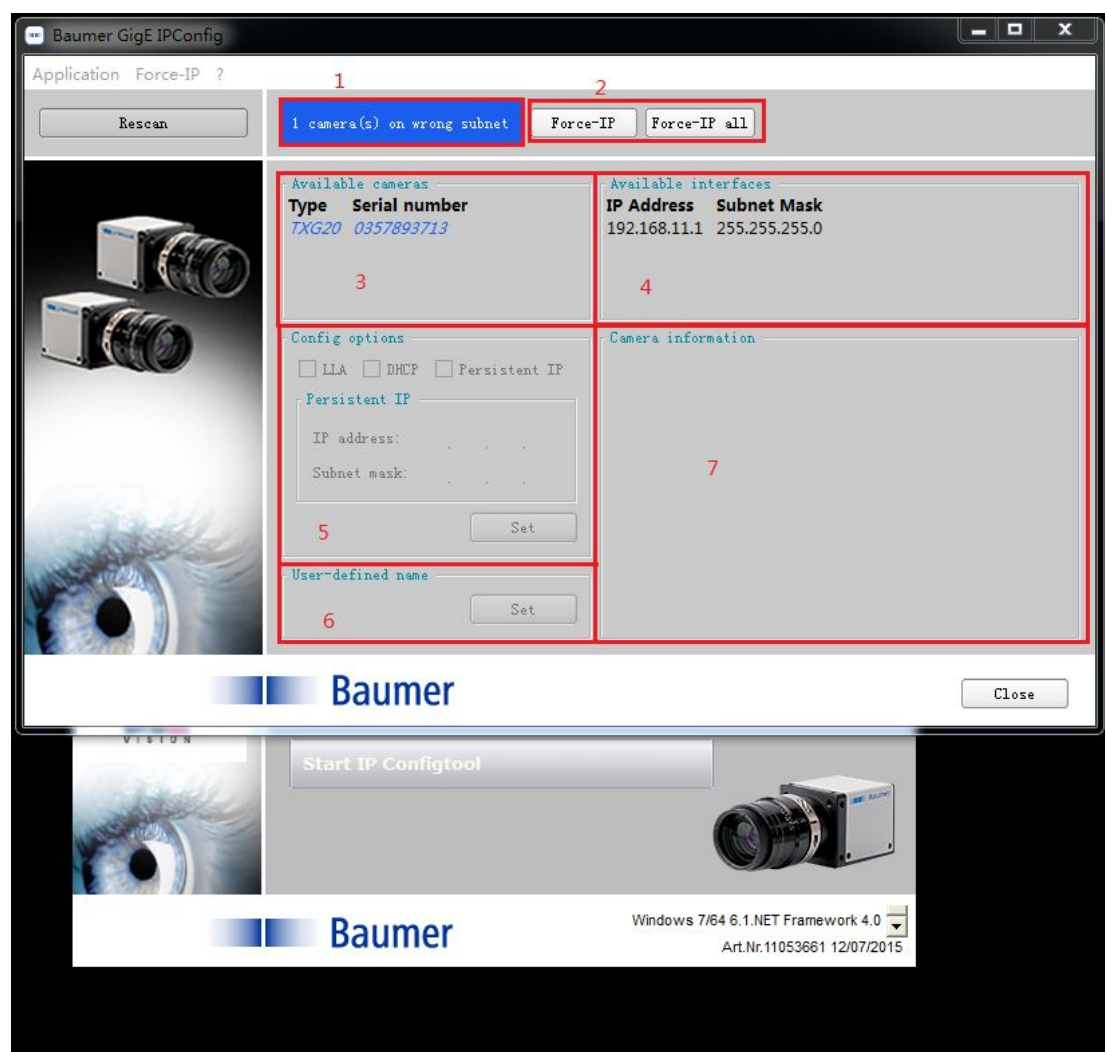 Baumer GigE IPConfig
Application Force-IP ?
1
2
Rescan
1 camera(s) on wrong subnet
Force-IP
Force-IP all
Available cameras
Type Serial number
TXG20 0357893713
3
Available interfaces
IP Address Subnet Mask
192.168.11.1 255.255.255.0
4
Config options
LLA DHCP Persistent IP
Persistent IP
IP address: . . .
Subnet mask: . . .
5
Set
Camera information
7
User-defined name
6
Set
Baumer
Close
VISION
Start IP Configtool
Baumer
Windows 7/64 6.1.NET Framework 4.0
Art.Nr.11053661 12/07/2015